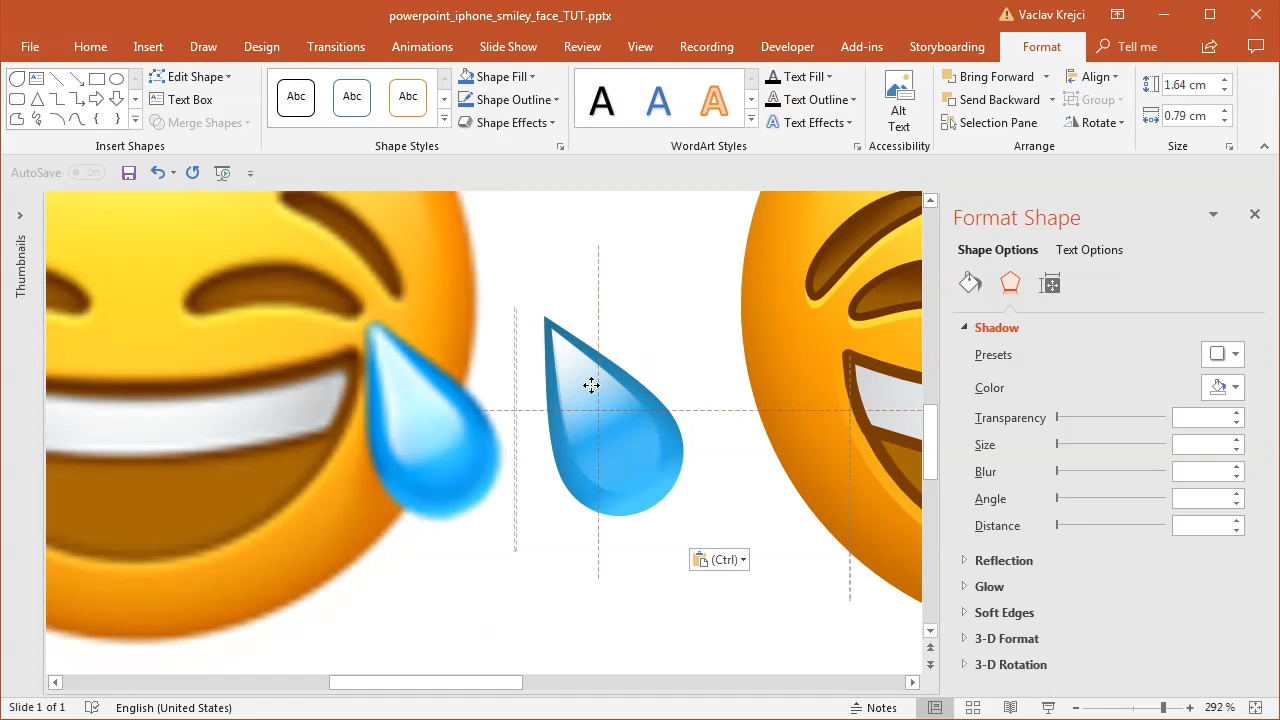 powerpoint_iphone_smiley_face_TUT.pptx
Vaclav Krejci
File Home Insert Draw Design Transitions Animations Slide Show Review View Recording Developer Add-ins Storyboarding Format Tell me
Edit Shape
Merge Shapes
Insert Shapes
Abc Abc Abc
Shape Fill
Shape Outline
Shape Effects
Shape Styles
A A A
Text Fill
Text Outline
Text Effects
WordArt Styles
Alt
Text
Accessibility
Bring Forward
Send Backward
Selection Pane
Align
Group
Rotate
Arrange
1.64 cm
0.79 cm
Size
AutoSave Off
Thumbnails
(Ctrl)
Format Shape
Shape Options Text Options
Shadow
Presets
Color
Transparency
Size
Blur
Angle
Distance
Reflection
Glow
Soft Edges
3-D Format
3-D Rotation
Slide 1 of 1 English (United States) Notes 292 %